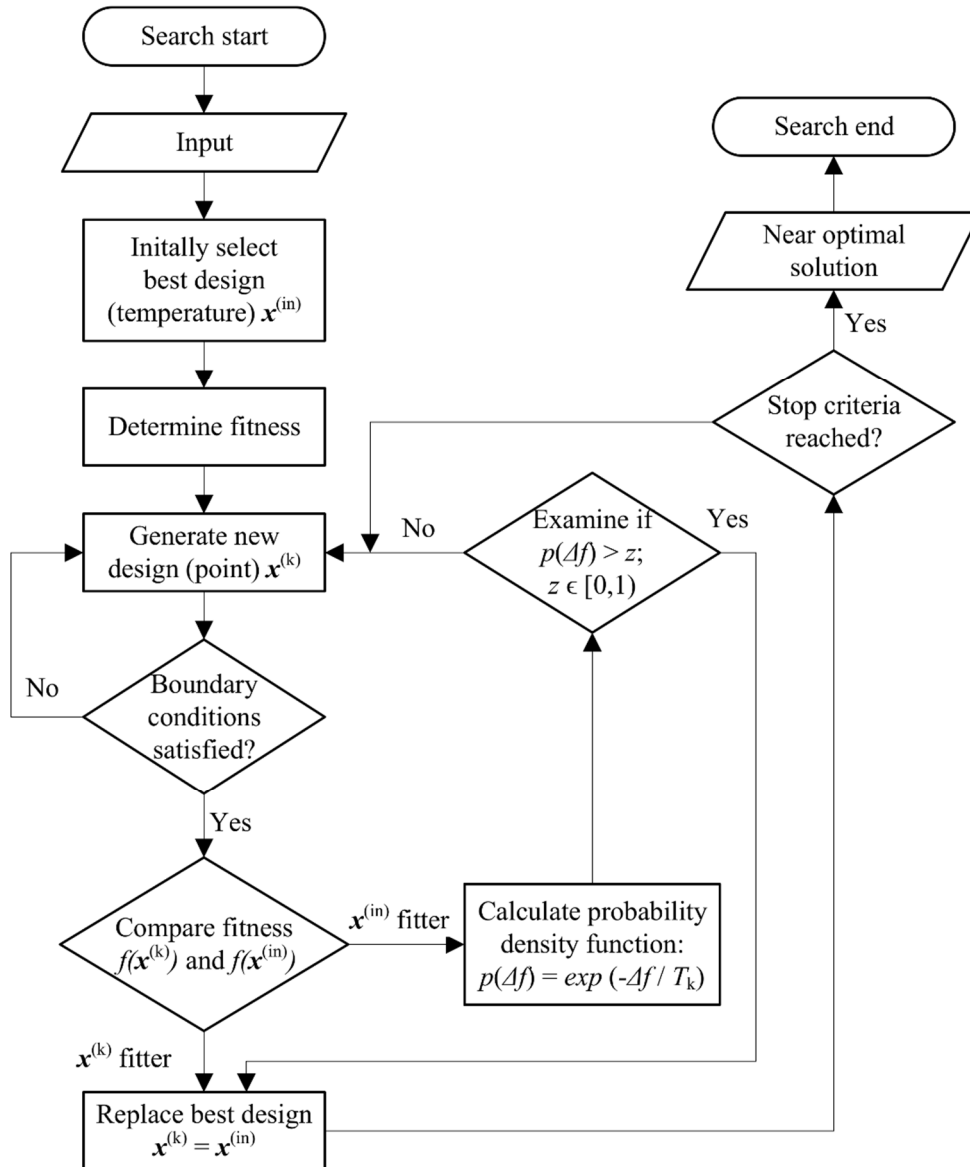 Search start
Input
Initally select
best design
(temperature) x^(in)
Determine fitness
Generate new
design (point) x^(k)
No
Boundary
conditions
satisfied?
Yes
Compare fitness
f(x^(k)) and f(x^(in))
x^(in) fitter
Calculate probability
density function:
p(Δf) = exp (-Δf / T_k)
No
Examine if
p(Δf) > z;
z ϵ [0,1)
Yes
x^(k) fitter
Replace best design
x^(k) = x^(in)
Stop criteria
reached?
Yes
Near optimal
solution
Search end